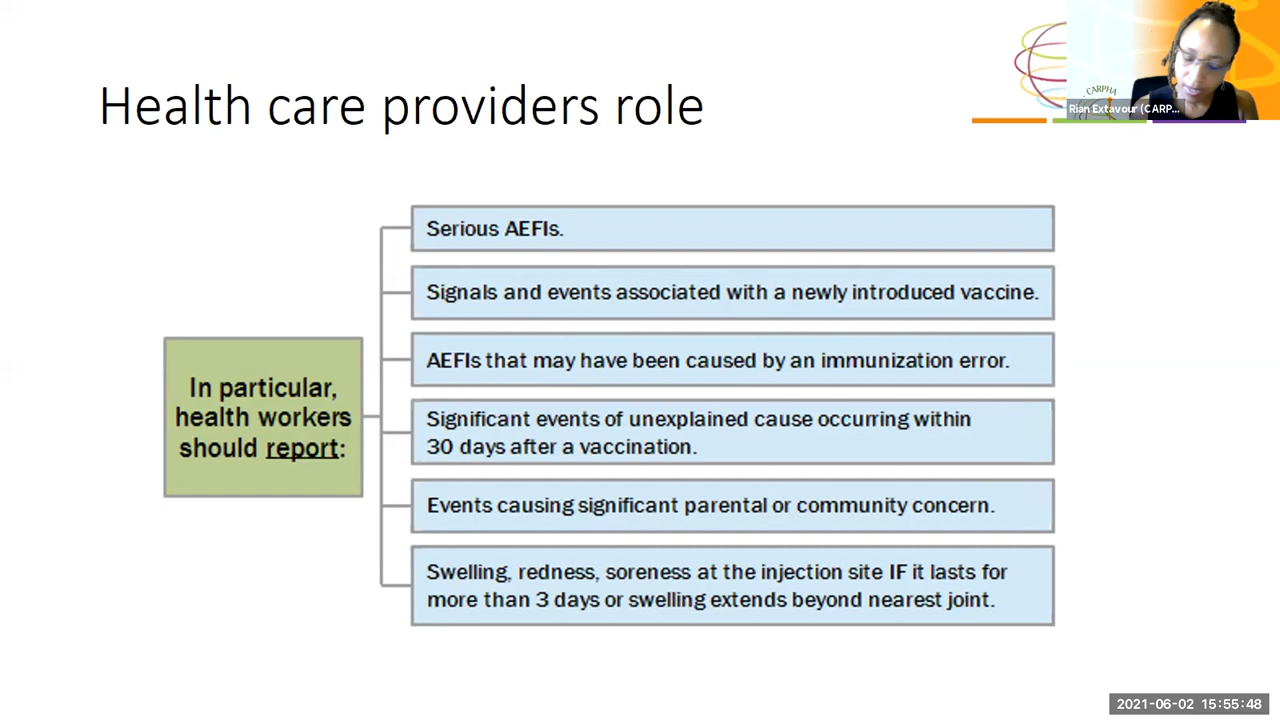 Health care providers role
CARPHA
Rian Extavour (CARP...
In particular,
health workers
should report:
Serious AEFIs.
Signals and events associated with a newly introduced vaccine.
AEFIs that may have been caused by an immunization error.
Significant events of unexplained cause occurring within
30 days after a vaccination.
Events causing significant parental or community concern.
Swelling, redness, soreness at the injection site IF it lasts for
more than 3 days or swelling extends beyond nearest joint.
2021-06-02 15:55:48